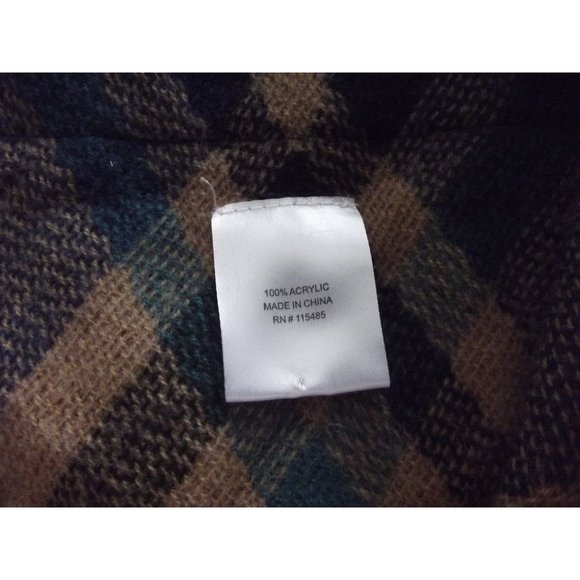 100% ACRYLIC
MADE IN CHINA
RN # 115485